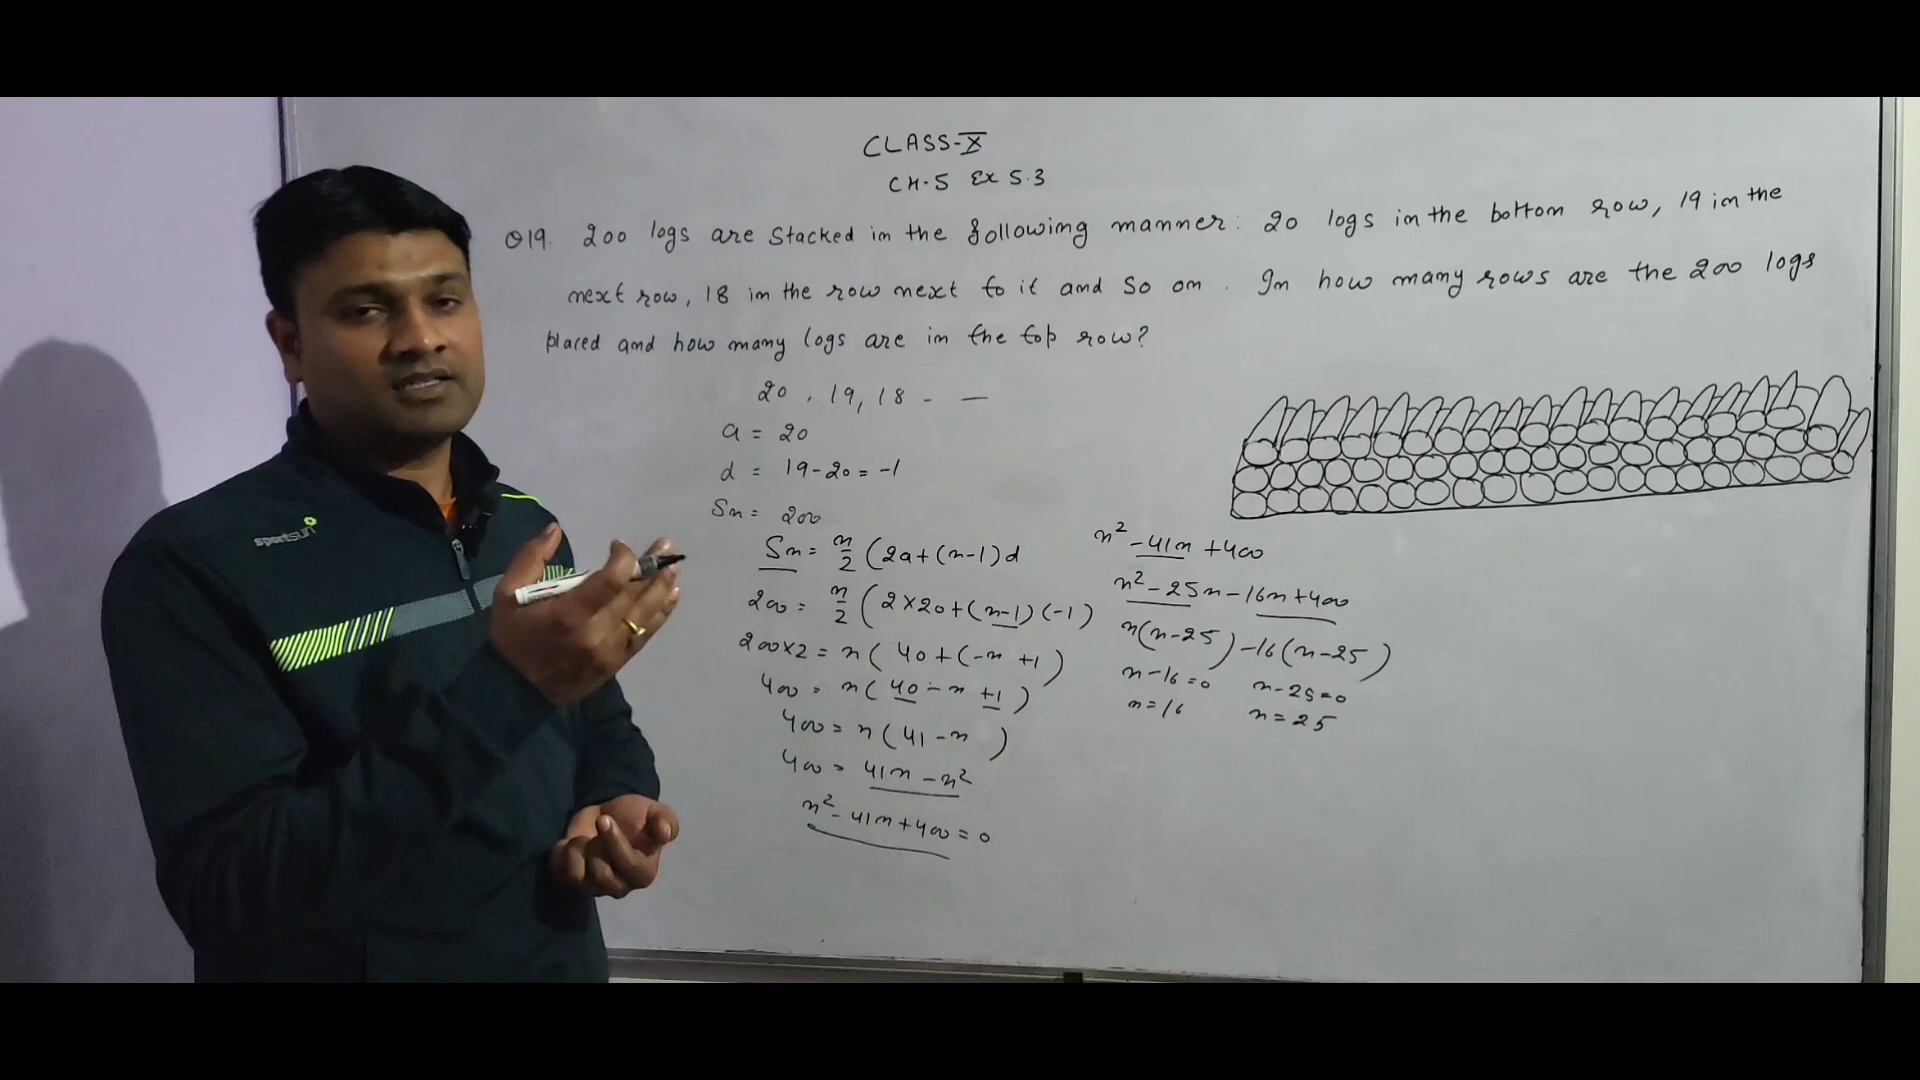 CLASS-X
CH-5 Ex 5.3
Q19. 200 logs are stacked in the following manner: 20 logs in the bottom row, 19 in the
next row, 18 in the row next to it and so on. In how many rows are the 200 logs
placed and how many logs are in the top row?
20, 19, 18 - —
a = 20
d = 19-20 = -1
Sn = 200
Sn = n/2 (2a+(n-1)d
200 = n/2 (2×20+(n-1)(-1)
200×2 = n(40+(-n+1)
400 = n(40-n+1)
400 = n(41-n)
400 = 41n-n²
n²-41n+400=0
n²-41n+400
n²-25n-16n+400
n(n-25)-16(n-25)
n-16=0 n-25=0
n=16 n=25
sportsun